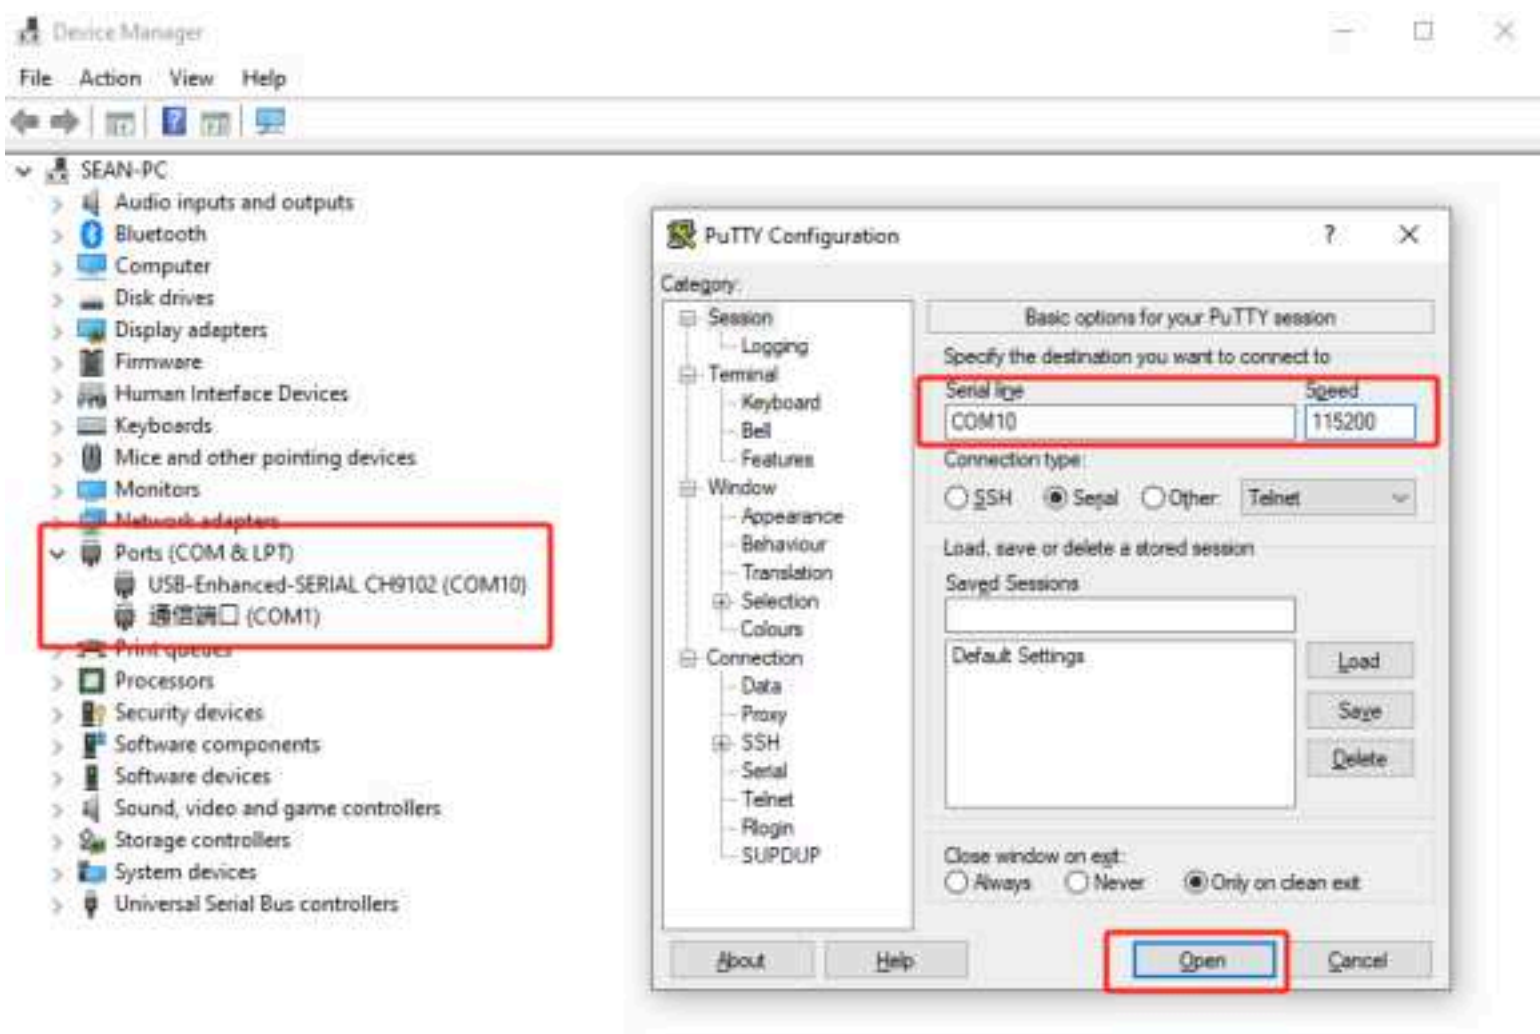 Device Manager
File Action View Help
SEAN-PC
Audio inputs and outputs
Bluetooth
Computer
Disk drives
Display adapters
Firmware
Human Interface Devices
Keyboards
Mice and other pointing devices
Monitors
Network adapters
Ports (COM & LPT)
USB-Enhanced-SERIAL CH9102 (COM10)
通信端口 (COM1)
Print queues
Processors
Security devices
Software components
Software devices
Sound, video and game controllers
Storage controllers
System devices
Universal Serial Bus controllers
PuTTY Configuration
Category:
Session
Logging
Terminal
Keyboard
Bell
Features
Window
Appearance
Behaviour
Translation
Selection
Colours
Connection
Data
Proxy
SSH
Serial
Telnet
Rlogin
SUPDUP
Basic options for your PuTTY session
Specify the destination you want to connect to
Serial line Speed
COM10 115200
Connection type:
SSH Serial Other: Telnet
Load, save or delete a stored session
Saved Sessions
Default Settings
Load
Save
Delete
Close window on exit:
Always Never Only on clean exit
About Help Open Cancel